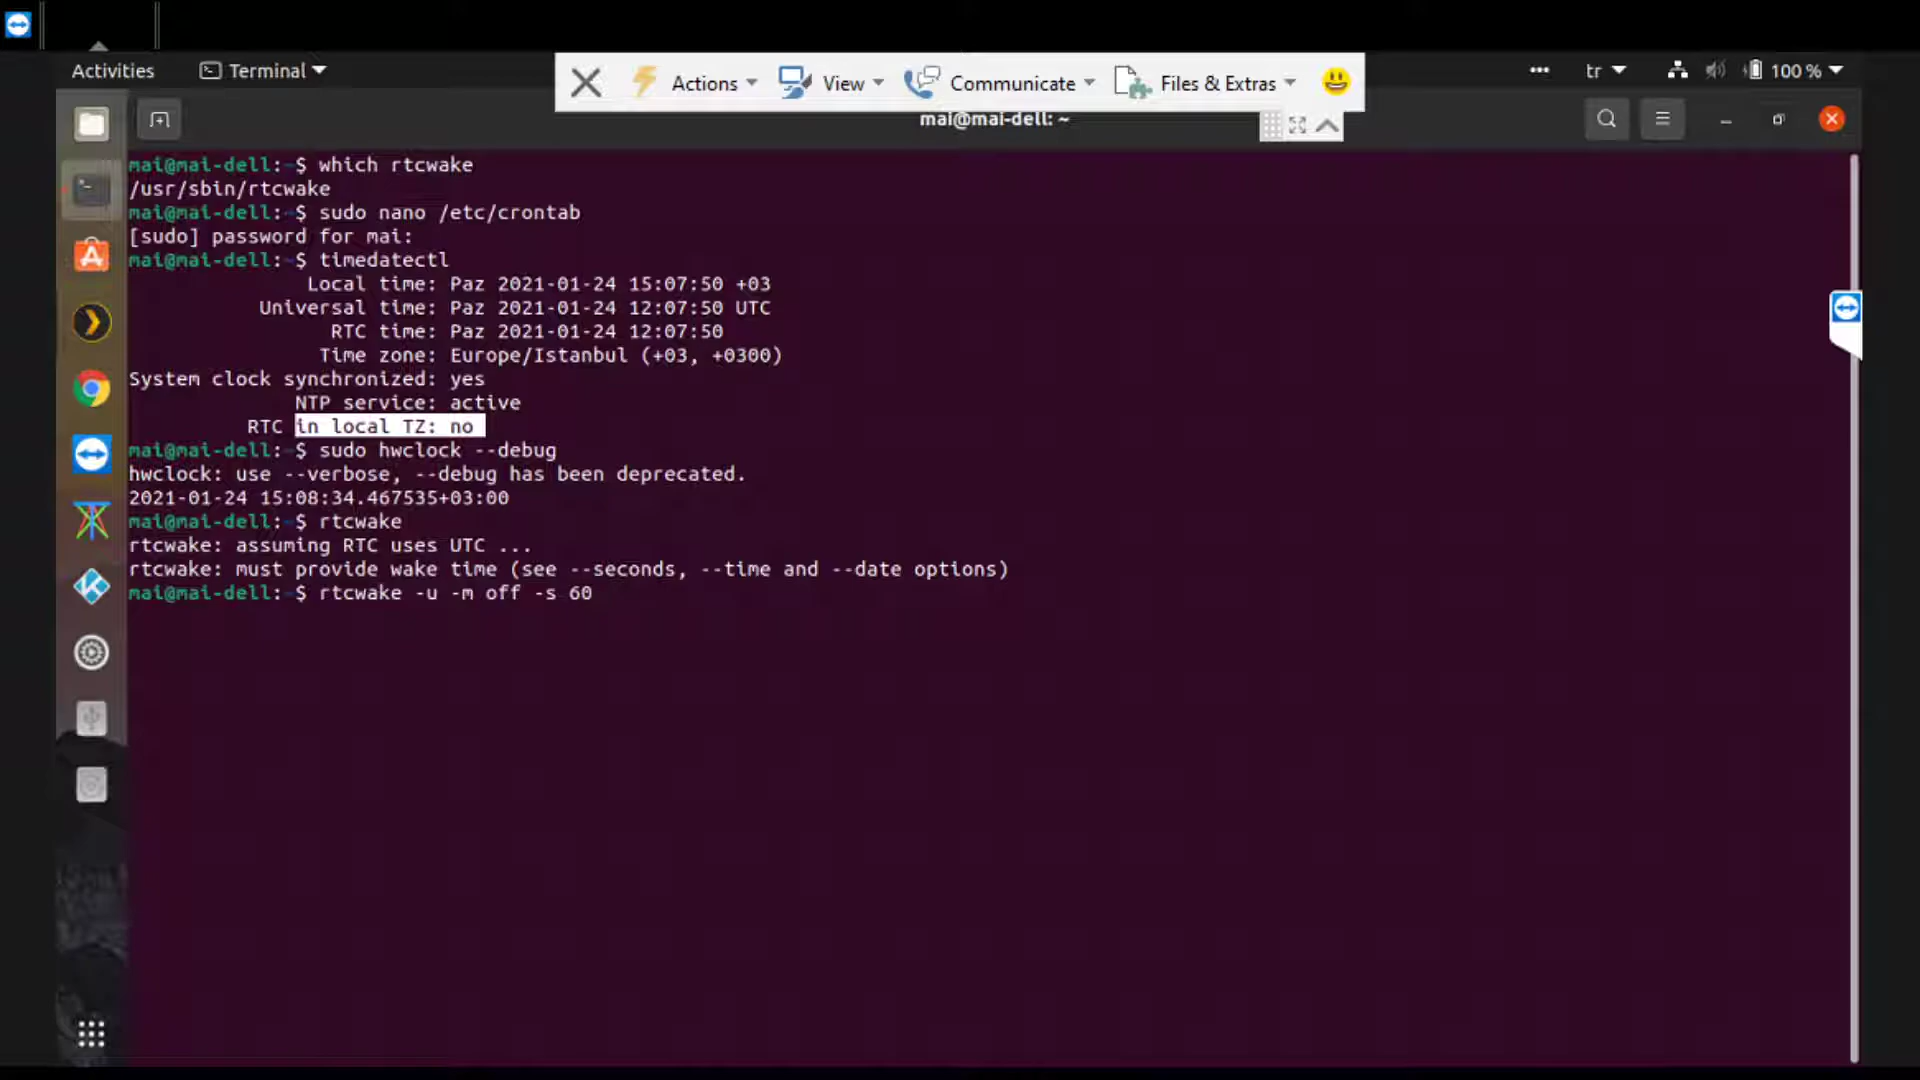 Activities
Terminal
Actions
View
Communicate
Files & Extras
tr
100 %
mai@mai-dell: ~
mai@mai-dell:~$ which rtcwake
/usr/sbin/rtcwake
mai@mai-dell:~$ sudo nano /etc/crontab
[sudo] password for mai:
mai@mai-dell:~$ timedatectl
Local time: Paz 2021-01-24 15:07:50 +03
Universal time: Paz 2021-01-24 12:07:50 UTC
RTC time: Paz 2021-01-24 12:07:50
Time zone: Europe/Istanbul (+03, +0300)
System clock synchronized: yes
NTP service: active
RTC in local TZ: no
mai@mai-dell:~$ sudo hwclock --debug
hwclock: use --verbose, --debug has been deprecated.
2021-01-24 15:08:34.467535+03:00
mai@mai-dell:~$ rtcwake
rtcwake: assuming RTC uses UTC ...
rtcwake: must provide wake time (see --seconds, --time and --date options)
mai@mai-dell:~$ rtcwake -u -m off -s 60